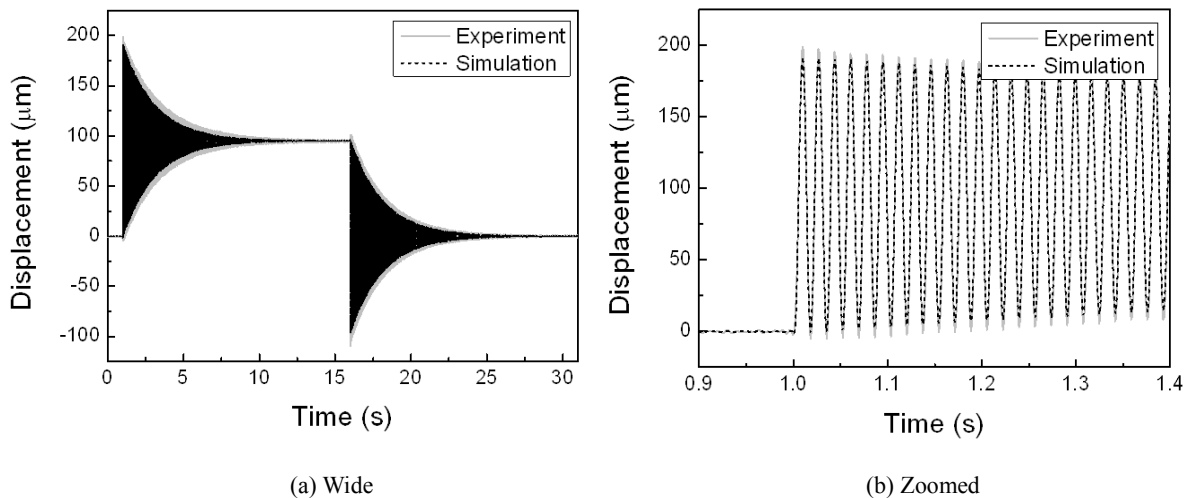 200
150
100
50
0
-50
-100
Displacement (μm)
0
5
10
15
20
25
30
Time (s)
Experiment
Simulation
(a) Wide
200
150
100
50
0
Displacement (μm)
0.9
1.0
1.1
1.2
1.3
1.4
Time (s)
Experiment
Simulation
(b) Zoomed